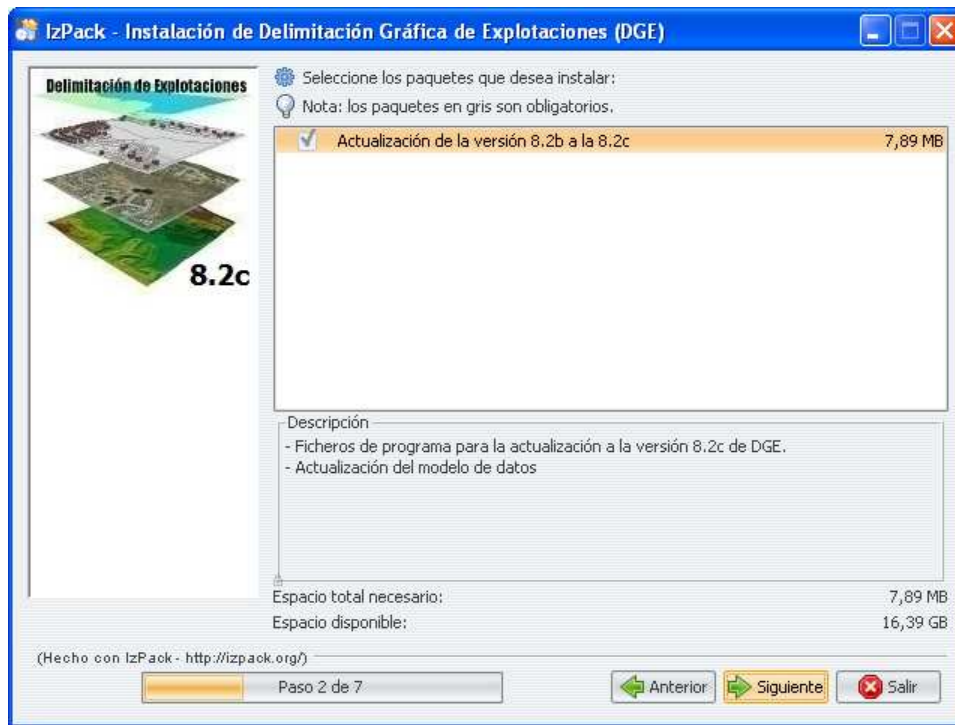 IzPack - Instalación de Delimitación Gráfica de Explotaciones (DGE)
Delimitación de Explotaciones
8.2c
Seleccione los paquetes que desea instalar:
Nota: los paquetes en gris son obligatorios.
Actualización de la versión 8.2b a la 8.2c 7,89 MB
Descripción
- Ficheros de programa para la actualización a la versión 8.2c de DGE.
- Actualización del modelo de datos
Espacio total necesario: 7,89 MB
Espacio disponible: 16,39 GB
(Hecho con IzPack - http://izpack.org/)
Paso 2 de 7
Anterior
Siguiente
Salir